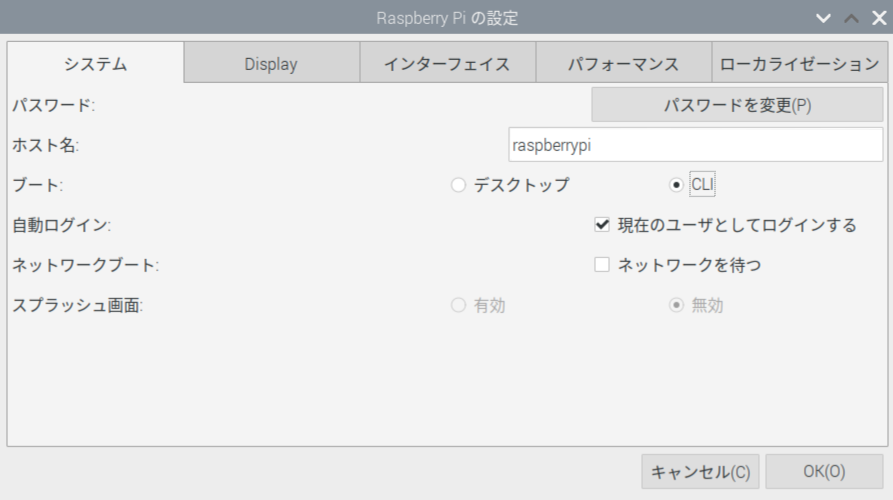 Raspberry Pi の設定
システム Display インターフェイス パフォーマンス ローカライゼーション
パスワード: パスワードを変更(P)
ホスト名: raspberrypi
ブート: デスクトップ CLI
自動ログイン: 現在のユーザとしてログインする
ネットワークブート: ネットワークを待つ
スプラッシュ画面: 有効 無効
キャンセル(C) OK(O)